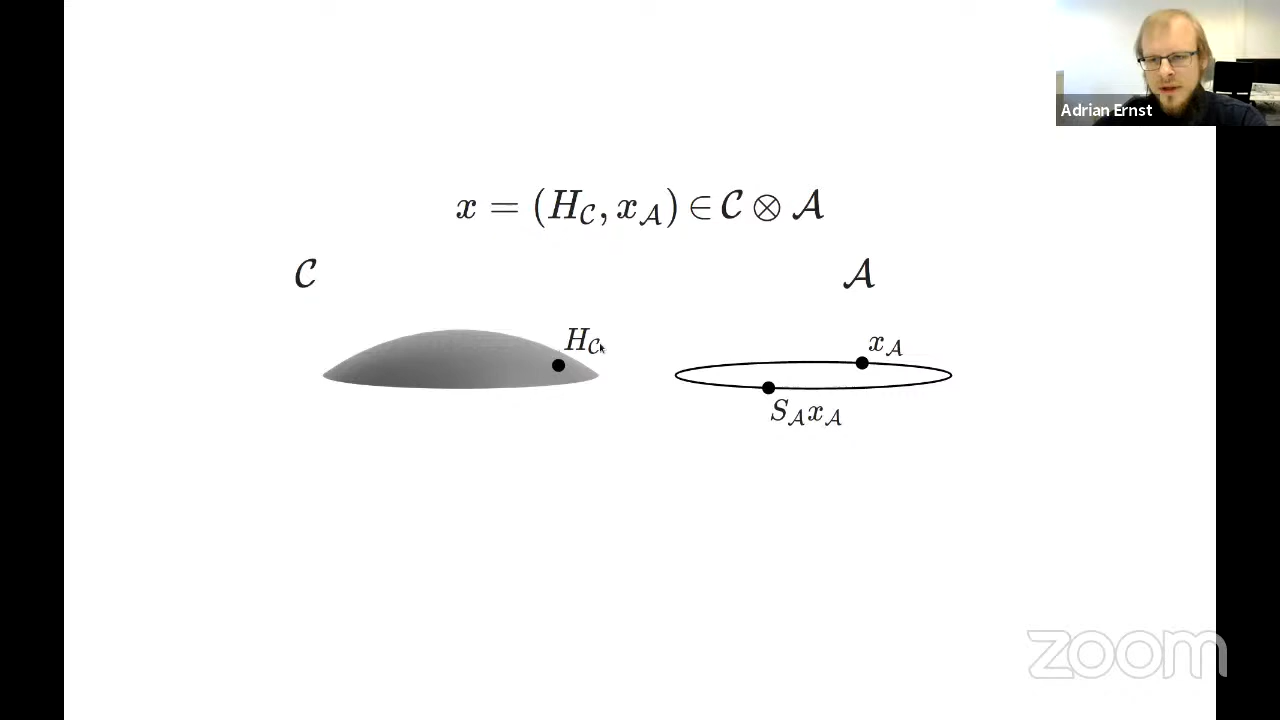 Adrian Ernst
x = (H_𝒞, x_𝒜) ∈ 𝒞 ⊗ 𝒜
𝒞
𝒜
H_𝒞
x_𝒜
S_𝒜x_𝒜
zoom